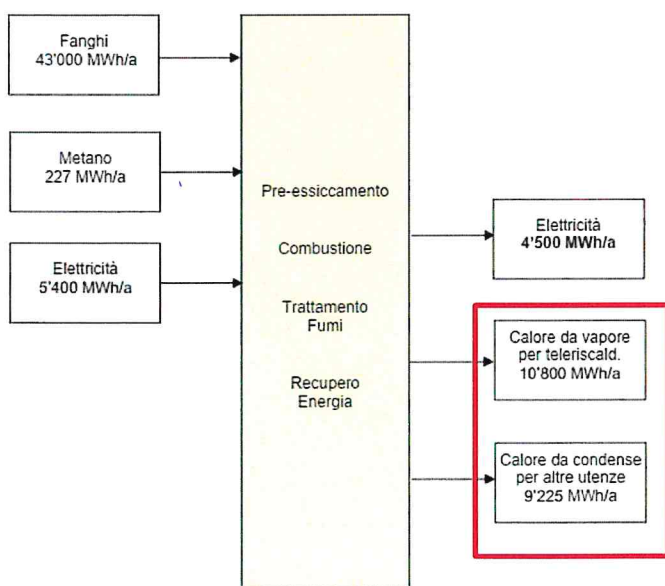 Fanghi
43'000 MWh/a
Metano
227 MWh/a
Elettricità
5'400 MWh/a
Pre-essiccamento
Combustione
Trattamento
Fumi
Recupero
Energia
Elettricità
4'500 MWh/a
Calore da vapore
per teleriscald.
10'800 MWh/a
Calore da condense
per altre utenze
9'225 MWh/a